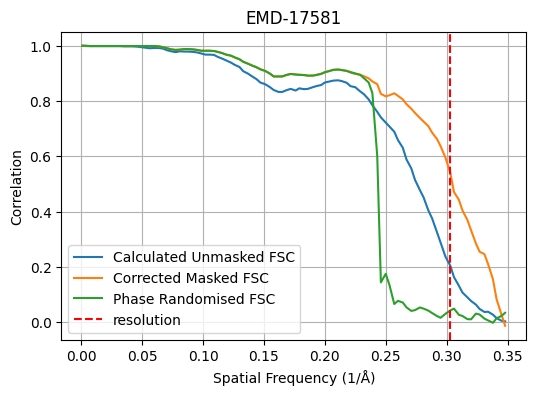 EMD-17581
Correlation
1.0
0.8
0.6
0.4
0.2
0.0
Calculated Unmasked FSC
Corrected Masked FSC
Phase Randomised FSC
resolution
0.00 0.05 0.10 0.15 0.20 0.25 0.30 0.35
Spatial Frequency (1/Å)